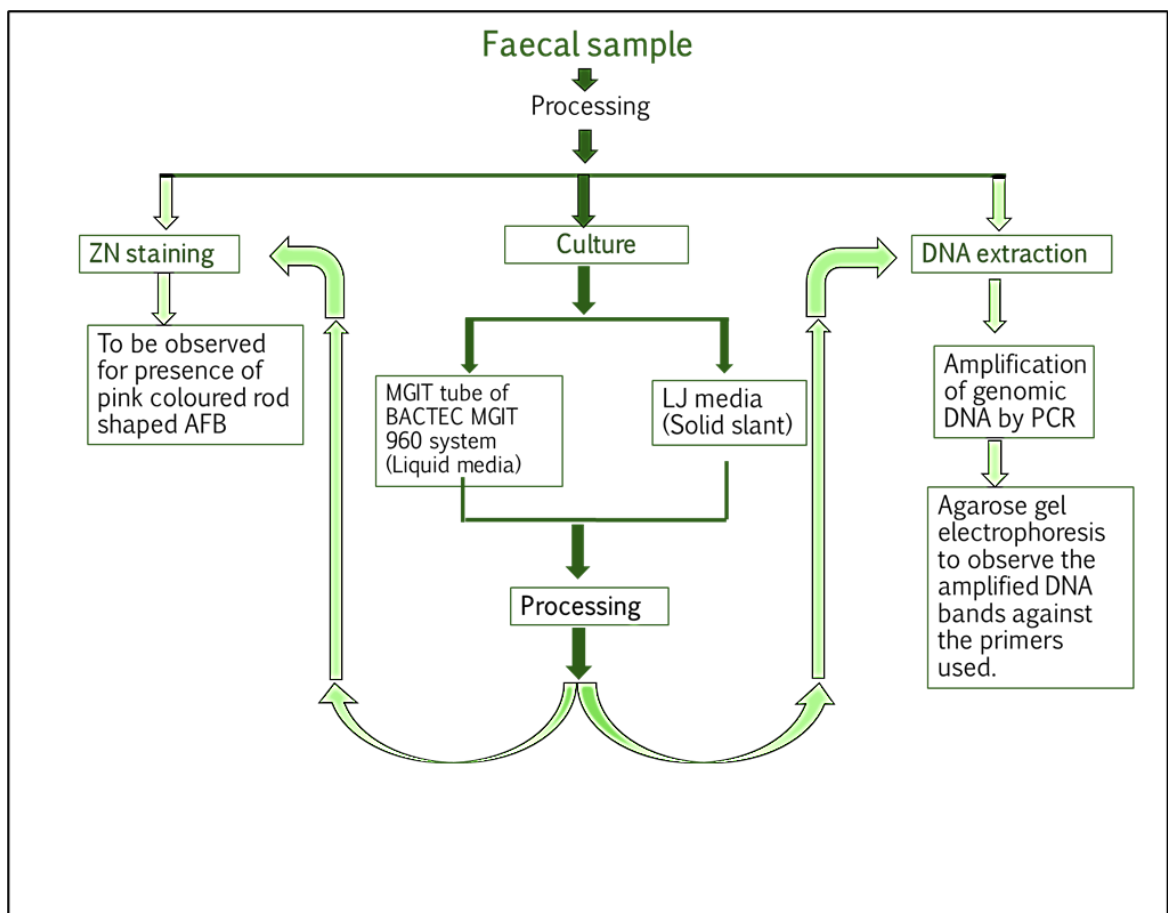 Faecal sample
Processing
ZN staining
Culture
DNA extraction
To be observed
for presence of
pink coloured rod
shaped AFB
MGIT tube of
BACTEC MGIT
960 system
(Liquid media)
LJ media
(Solid slant)
Amplification
of genomic
DNA by PCR
Agarose gel
electrophoresis
to observe the
amplified DNA
bands against
the primers
used.
Processing